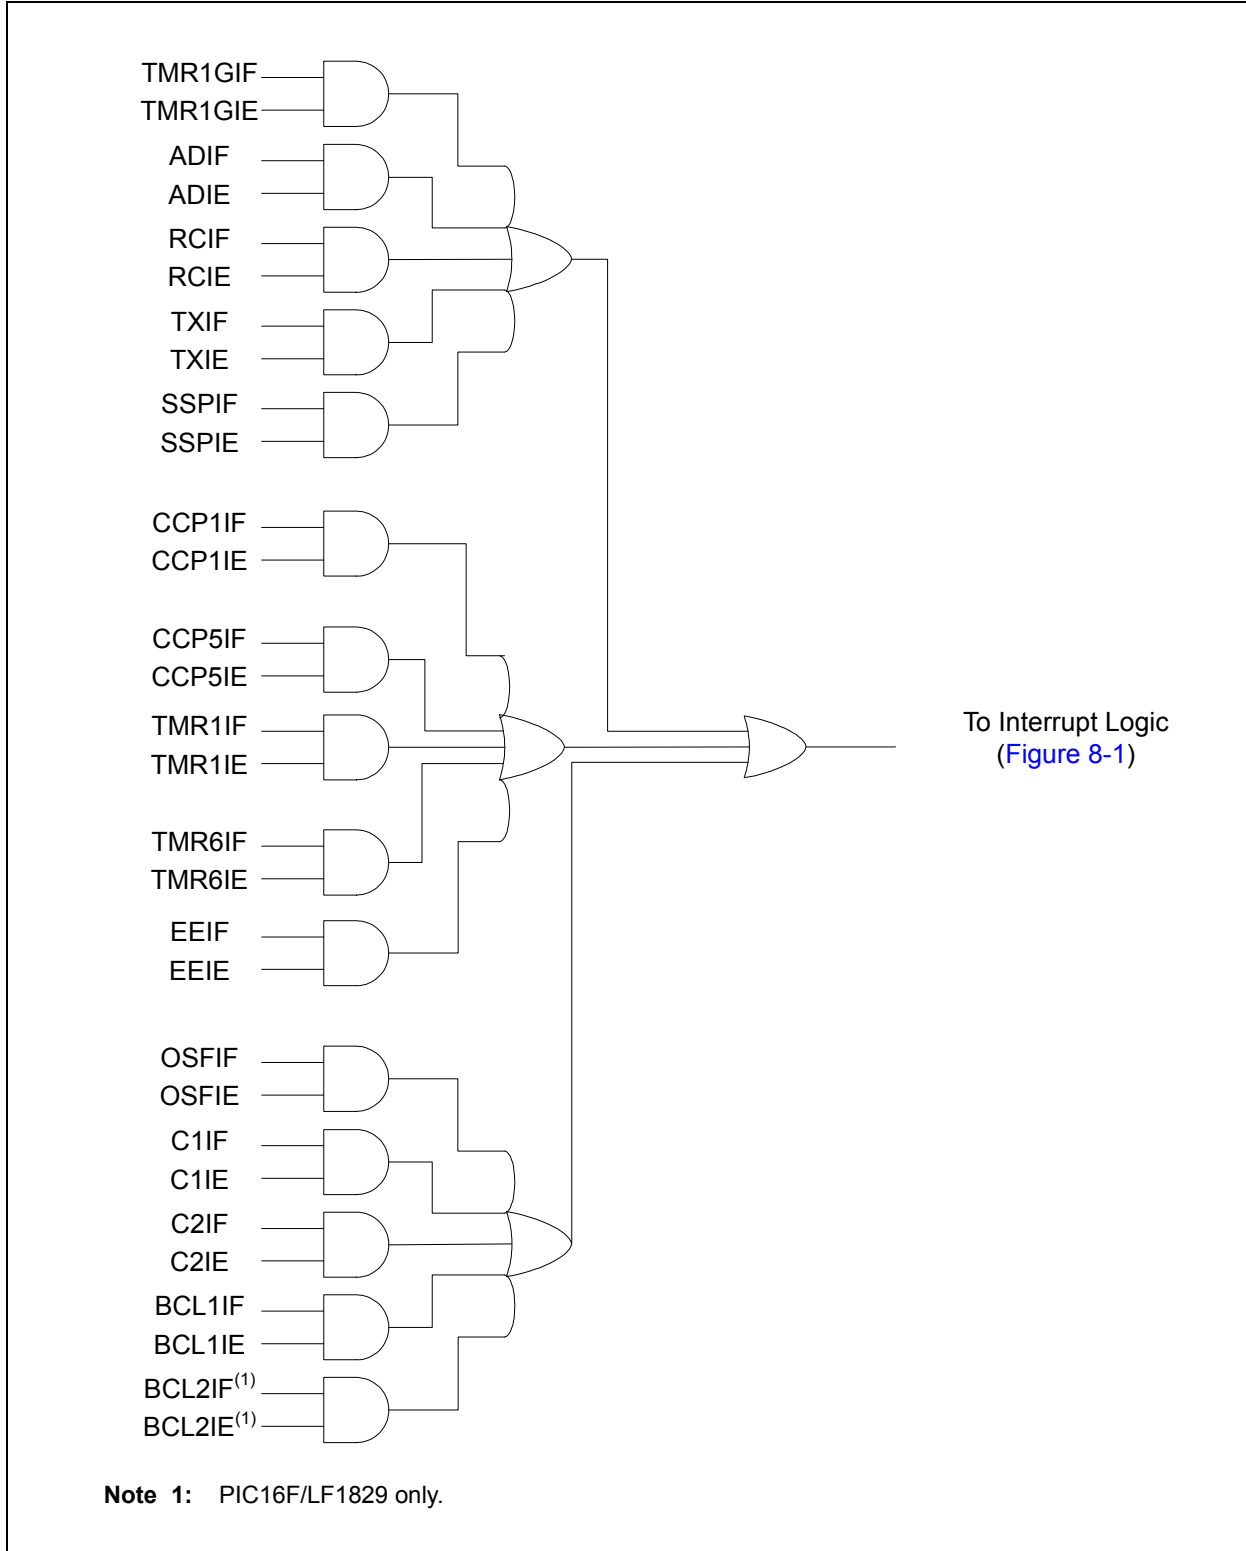 TMR1GIF
TMR1GIE
ADIF
ADIE
RCIF
RCIE
TXIF
TXIE
SSPIF
SSPIE
CCP1IF
CCP1IE
CCP5IF
CCP5IE
TMR1IF
TMR1IE
To Interrupt Logic
(Figure 8-1)
TMR6IF
TMR6IE
EEIF
EEIE
OSFIF
OSFIE
C1IF
C1IE
C2IF
C2IE
BCL1IF
BCL1IE
BCL2IF(1)
BCL2IE(1)
Note 1: PIC16F/LF1829 only.